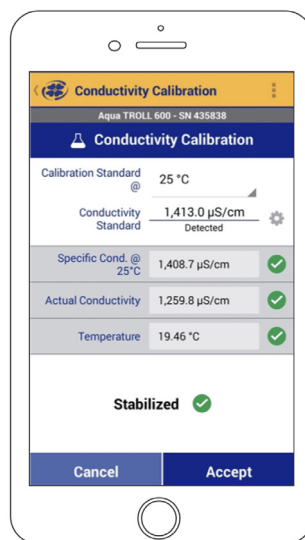 Conductivity Calibration
Aqua TROLL 600 - SN 435838
Conductivity Calibration
Calibration Standard @
25 °C
Conductivity Standard
1,413.0 µS/cm
Detected
Specific Cond. @ 25°C
1,408.7 µS/cm
Actual Conductivity
1,259.8 µS/cm
Temperature
19.46 °C
Stabilized
Cancel
Accept